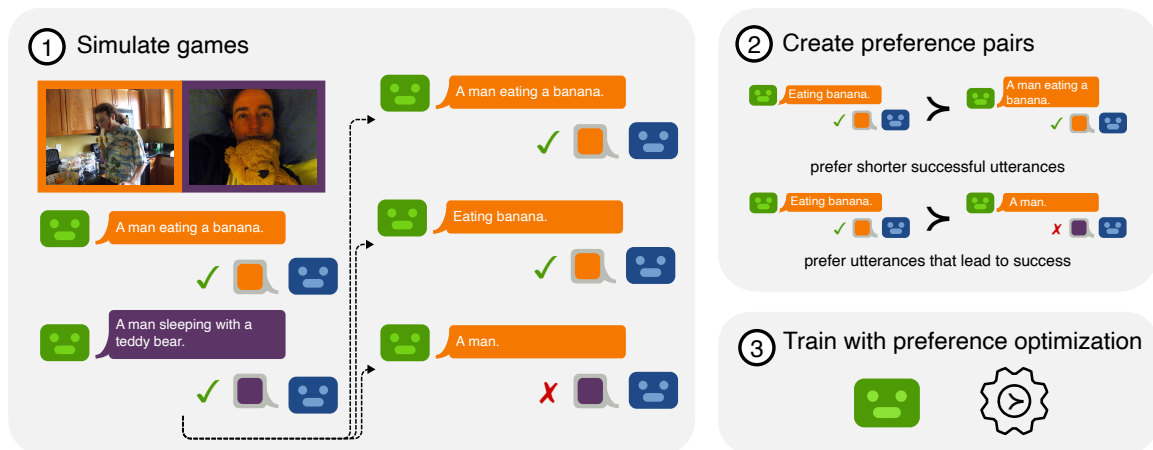 1 Simulate games
A man eating a banana.
A man sleeping with a
teddy bear.
A man eating a banana.
Eating banana.
A man.
2 Create preference pairs
Eating banana.
A man eating a
banana.
prefer shorter successful utterances
Eating banana.
A man.
prefer utterances that lead to success
3 Train with preference optimization